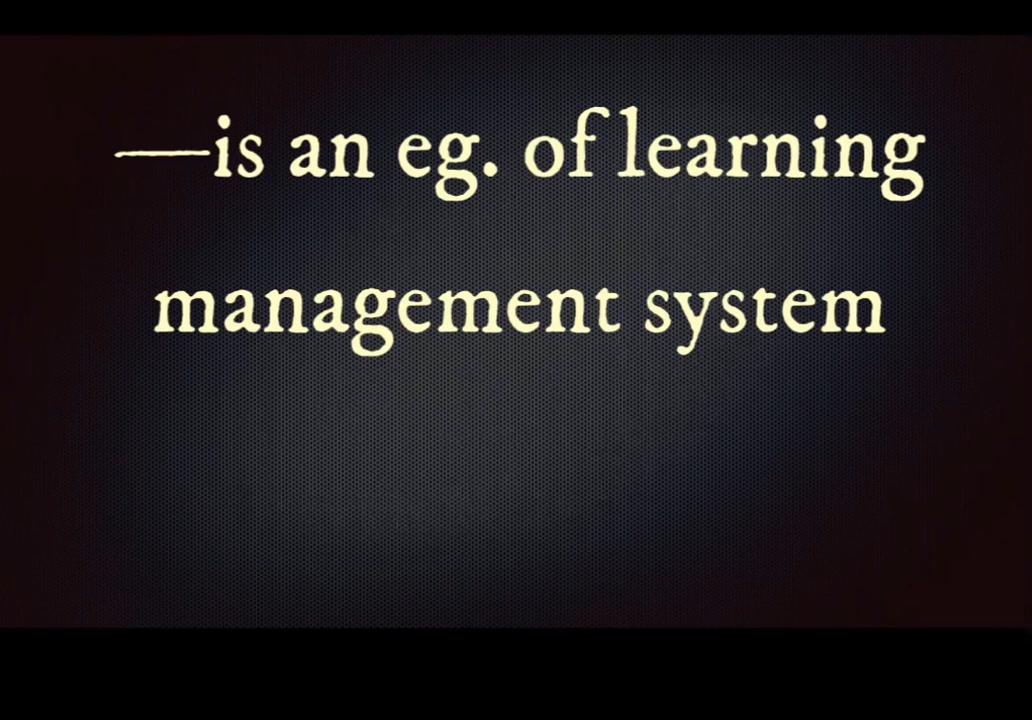 —is an eg. of learning
management system